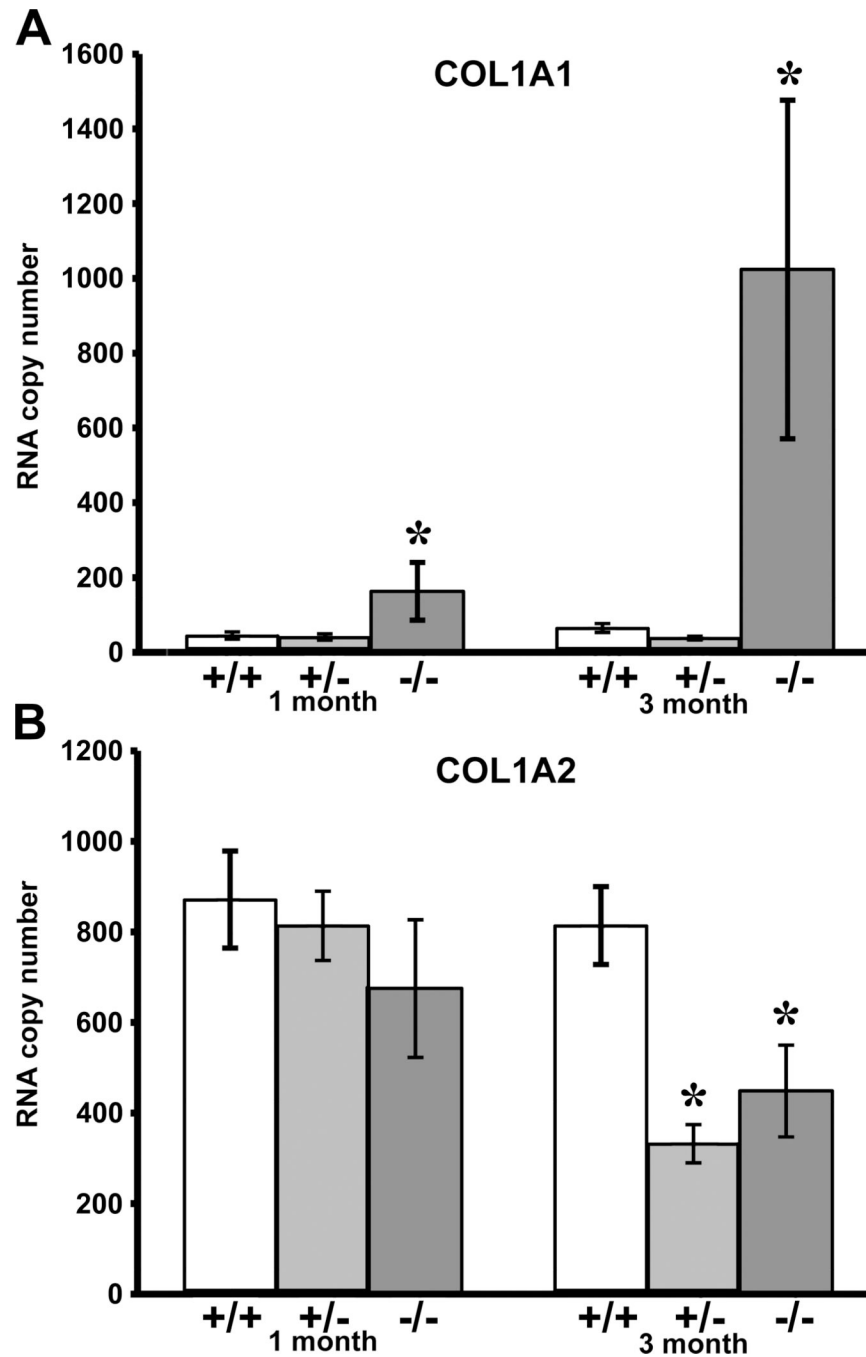 A
COL1A1
1600
1400
1200
1000
800
600
400
200
0
RNA copy number
*
*
+/+ +/- -/- +/+ +/- -/-
1 month 3 month
B
COL1A2
1200
1000
800
600
400
200
0
RNA copy number
* *
+/+ +/- -/- +/+ +/- -/-
1 month 3 month